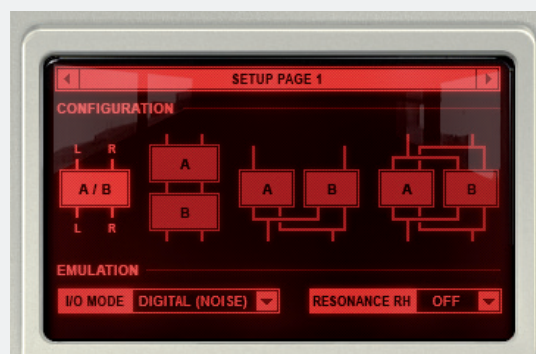 SETUP PAGE 1
CONFIGURATION
L R
A / B
L R
A
B
A B
A B
EMULATION
I/O MODE DIGITAL (NOISE) RESONANCE RH OFF